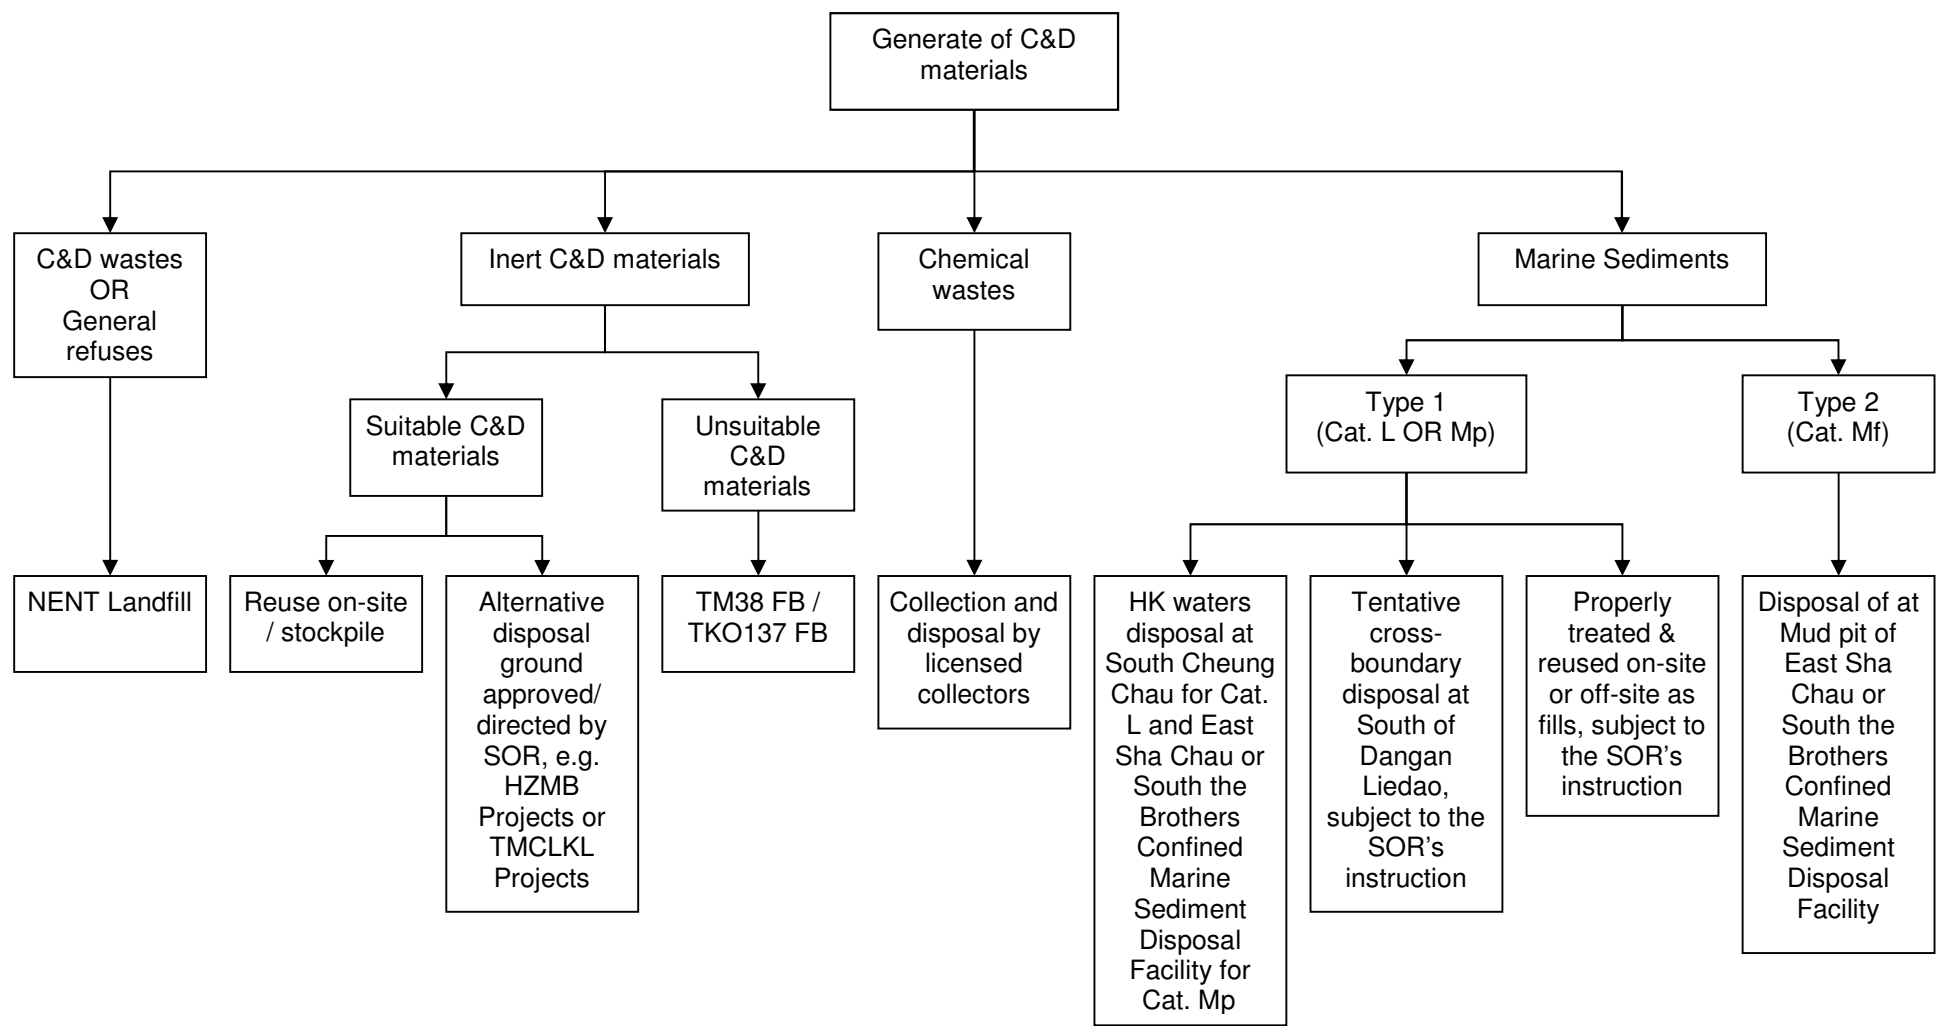 Generate of C&D
materials
C&D wastes
OR
General
refuses
Inert C&D materials
Chemical
wastes
Marine Sediments
Suitable C&D
materials
Unsuitable
C&D
materials
Type 1
(Cat. L OR Mp)
Type 2
(Cat. Mf)
NENT Landfill
Reuse on-site
/ stockpile
Alternative
disposal
ground
approved/
directed by
SOR, e.g.
HZMB
Projects or
TMCLKL
Projects
TM38 FB /
TKO137 FB
Collection and
disposal by
licensed
collectors
HK waters
disposal at
South Cheung
Chau for Cat.
L and East
Sha Chau or
South the
Brothers
Confined
Marine
Sediment
Disposal
Facility for
Cat. Mp
Tentative
cross-
boundary
disposal at
South of
Dangan
Liedao,
subject to the
SOR's
instruction
Properly
treated &
reused on-site
or off-site as
fills, subject to
the SOR's
instruction
Disposal of at
Mud pit of
East Sha
Chau or
South the
Brothers
Confined
Marine
Sediment
Disposal
Facility